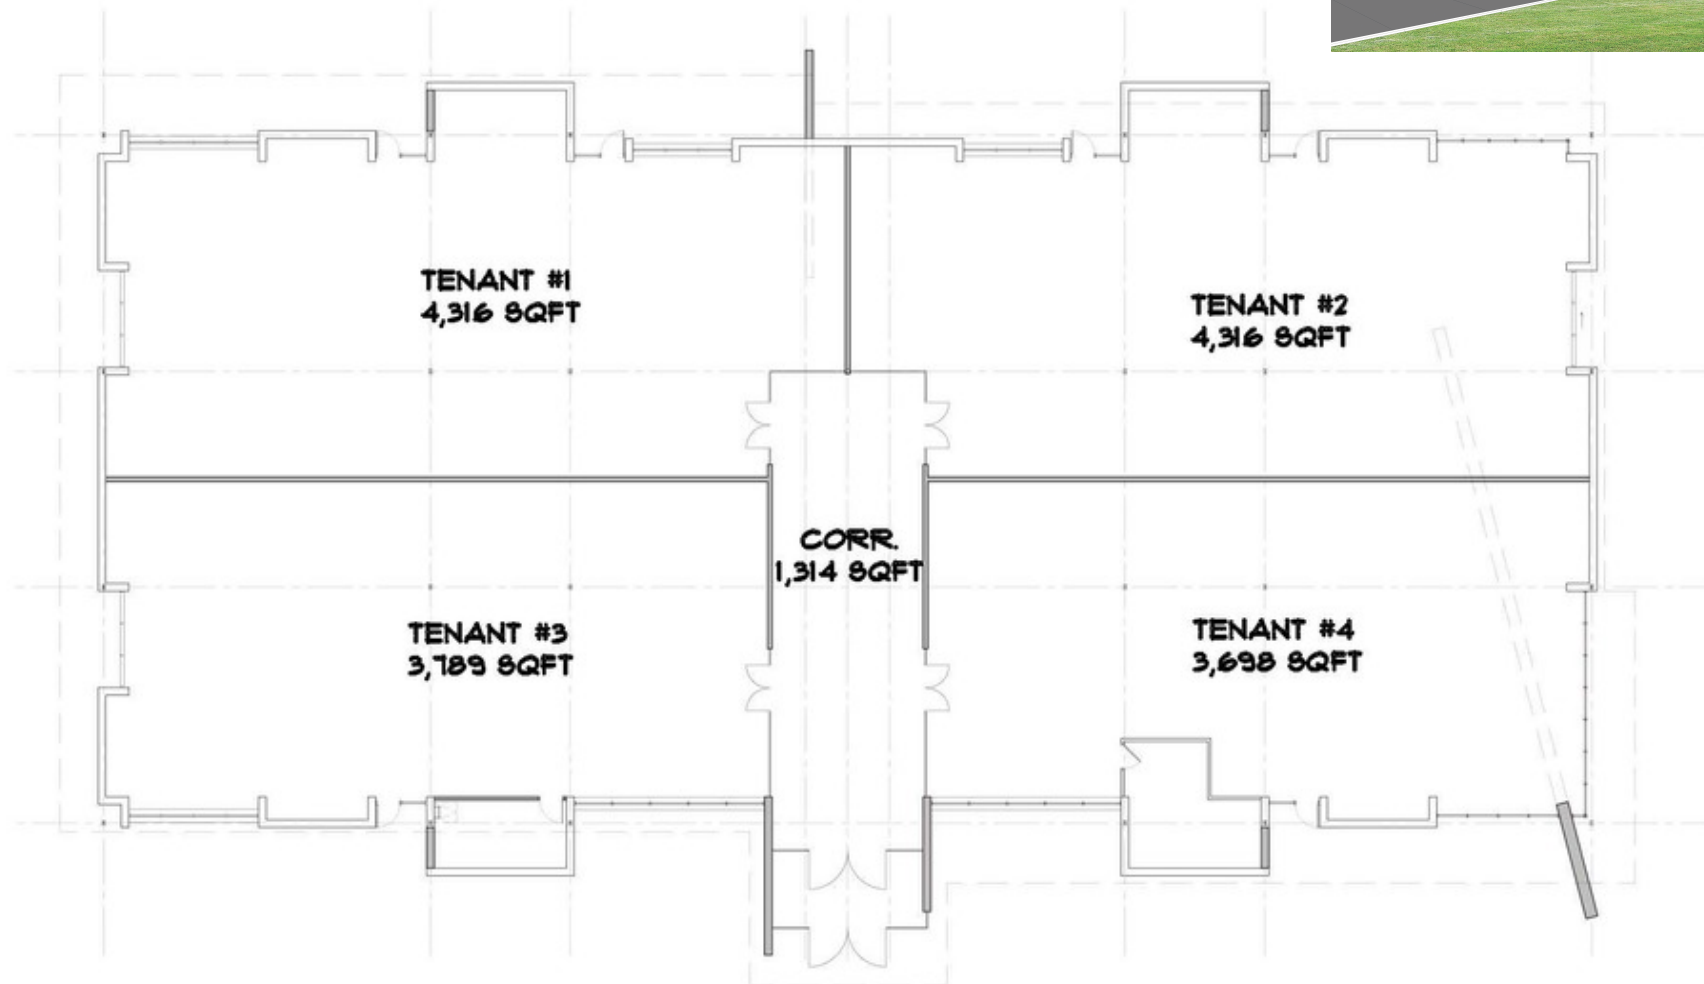 TENANT #1
4,316 SQFT
TENANT #2
4,316 SQFT
CORR.
1,314 SQFT
TENANT #3
3,789 SQFT
TENANT #4
3,698 SQFT